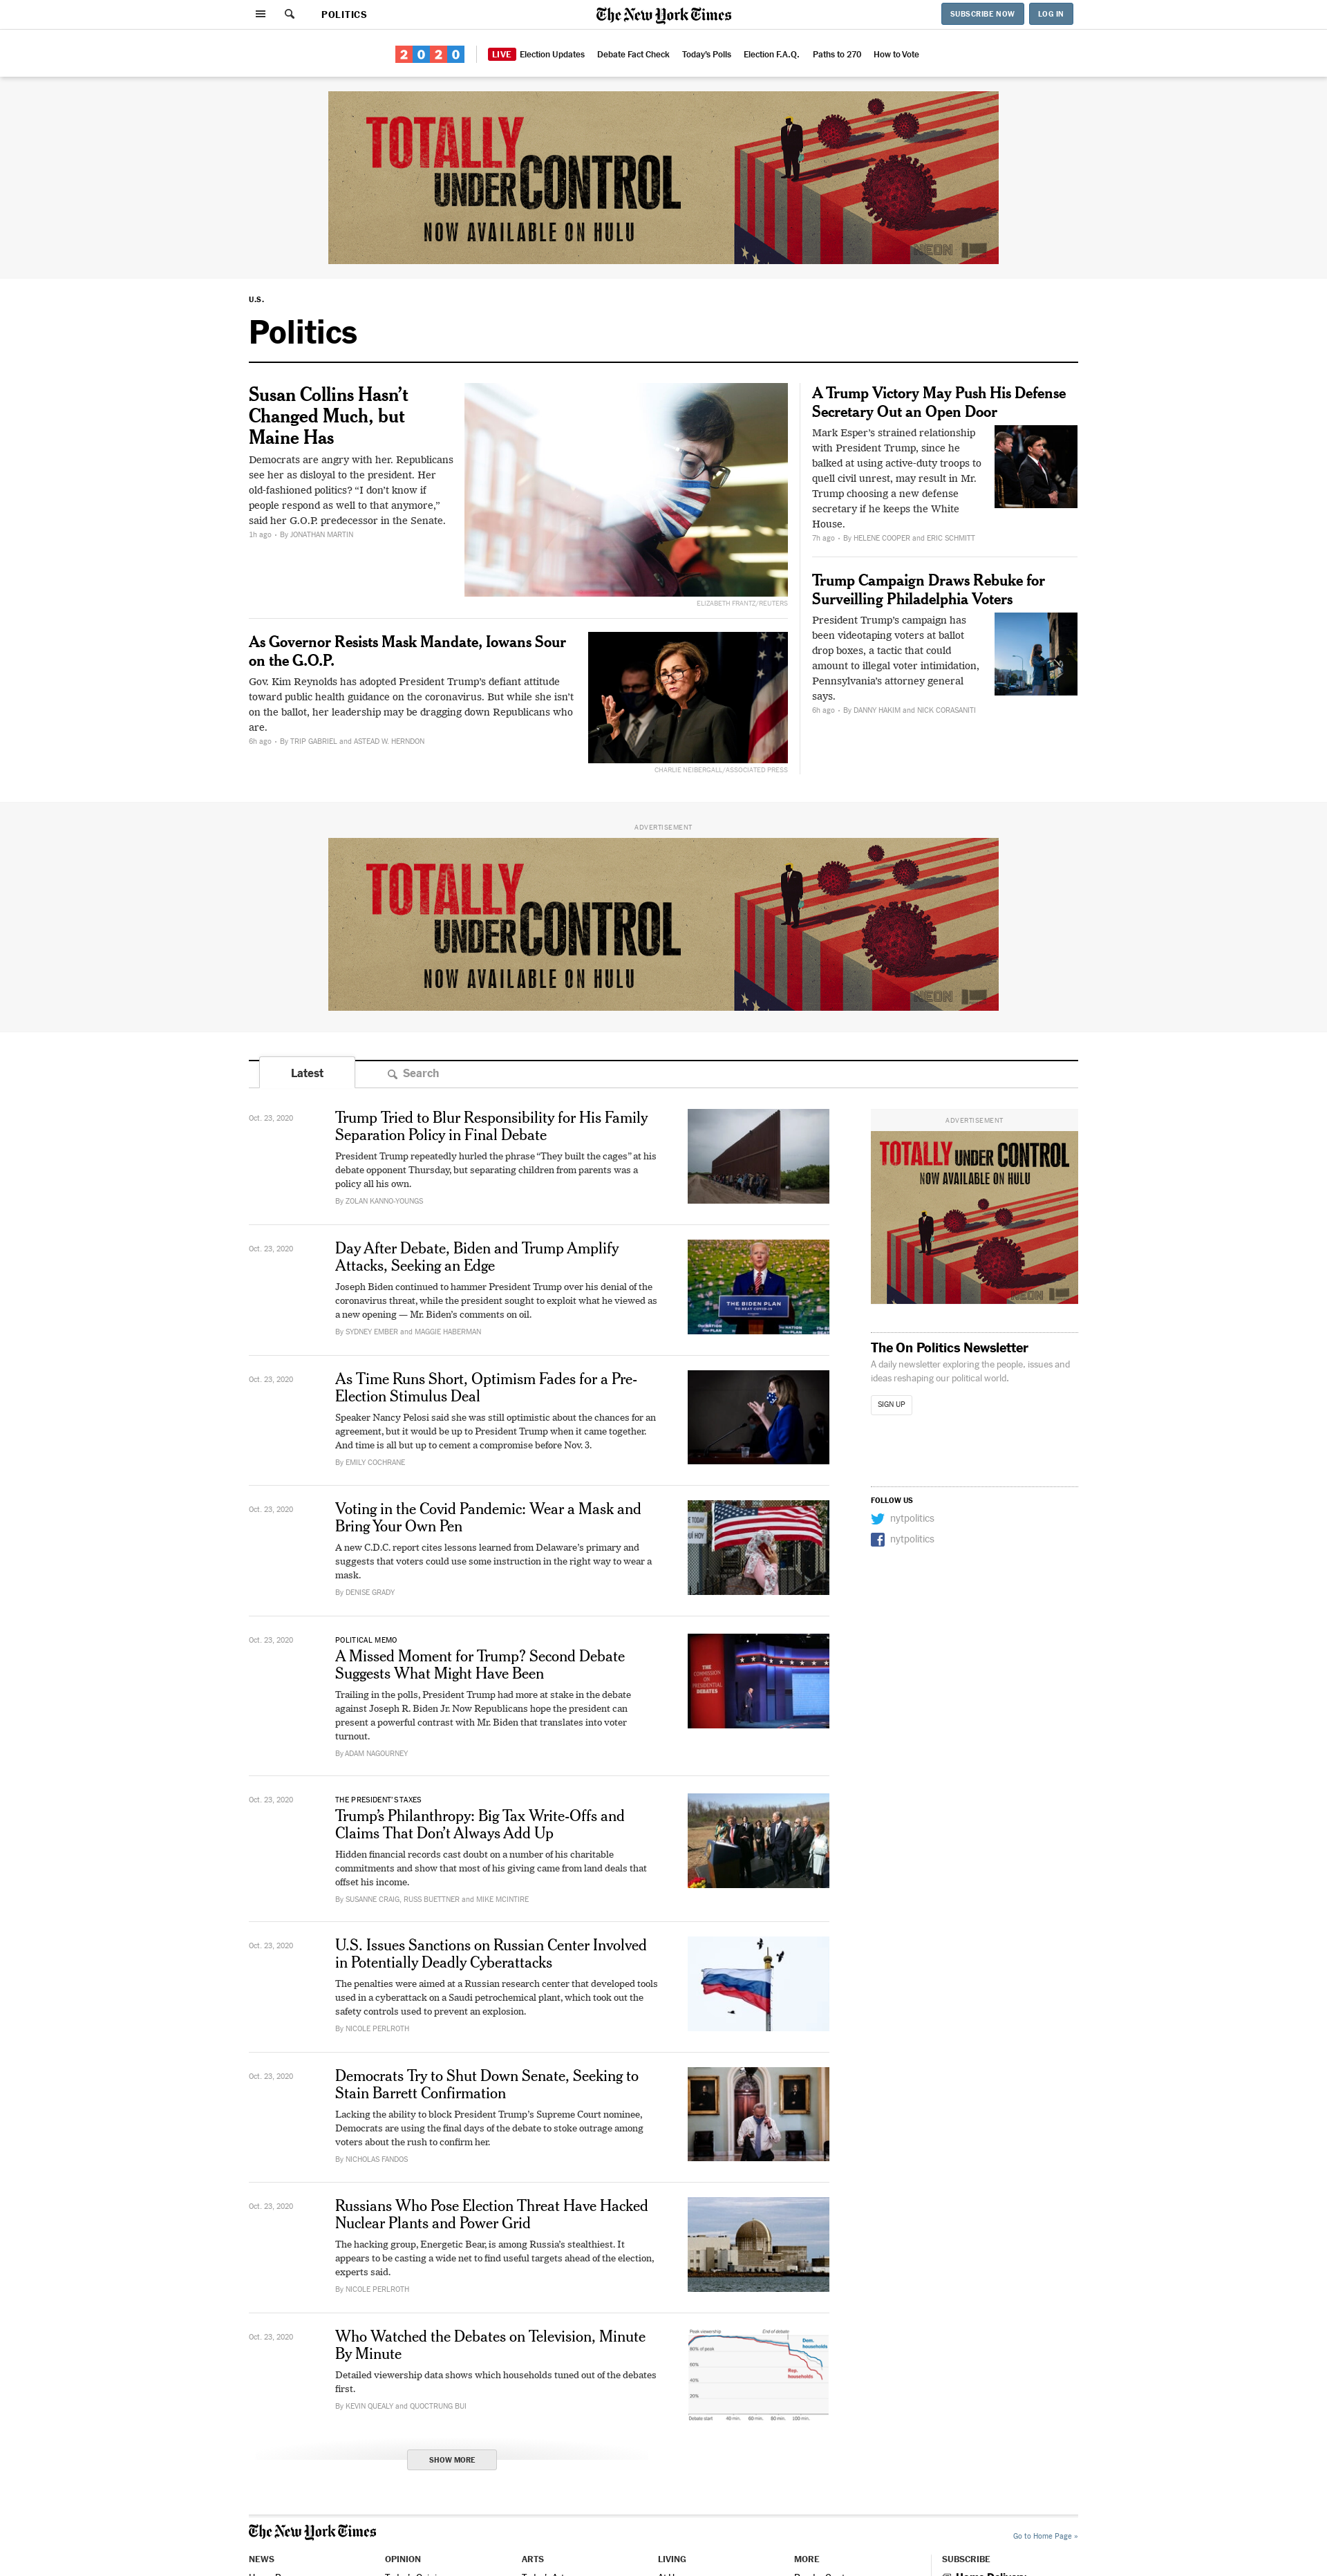 POLITICS
The New York Times
SUBSCRIBE NOW
LOG IN
2020
LIVE Election Updates
Debate Fact Check
Today's Polls
Election F.A.Q.
Paths to 270
How to Vote
TOTALLY
UNDER CONTROL
NOW AVAILABLE ON HULU
NEON
U.S.
Politics
Susan Collins Hasn't
Changed Much, but
Maine Has
Democrats are angry with her. Republicans
see her as disloyal to the president. Her
old-fashioned politics? “I don't know if
people respond as well to that anymore,”
said her G.O.P. predecessor in the Senate.
1h ago • By JONATHAN MARTIN
ELIZABETH FRANTZ/REUTERS
As Governor Resists Mask Mandate, Iowans Sour
on the G.O.P.
Gov. Kim Reynolds has adopted President Trump's defiant attitude
toward public health guidance on the coronavirus. But while she isn't
on the ballot, her leadership may be dragging down Republicans who
are.
6h ago • By TRIP GABRIEL and ASTEAD W. HERNDON
CHARLIE NEIBERGALL/ASSOCIATED PRESS
A Trump Victory May Push His Defense
Secretary Out an Open Door
Mark Esper's strained relationship
with President Trump, since he
balked at using active-duty troops to
quell civil unrest, may result in Mr.
Trump choosing a new defense
secretary if he keeps the White
House.
7h ago • By HELENE COOPER and ERIC SCHMITT
Trump Campaign Draws Rebuke for
Surveilling Philadelphia Voters
President Trump's campaign has
been videotaping voters at ballot
drop boxes, a tactic that could
amount to illegal voter intimidation,
Pennsylvania's attorney general
says.
6h ago • By DANNY HAKIM and NICK CORASANITI
ADVERTISEMENT
TOTALLY
UNDER CONTROL
NOW AVAILABLE ON HULU
NEON
Latest
Search
Oct. 23, 2020
Trump Tried to Blur Responsibility for His Family
Separation Policy in Final Debate
President Trump repeatedly hurled the phrase “They built the cages” at his
debate opponent Thursday, but separating children from parents was a
policy all his own.
By ZOLAN KANNO-YOUNGS
Oct. 23, 2020
Day After Debate, Biden and Trump Amplify
Attacks, Seeking an Edge
Joseph Biden continued to hammer President Trump over his denial of the
coronavirus threat, while the president sought to exploit what he viewed as
a new opening — Mr. Biden's comments on oil.
By SYDNEY EMBER and MAGGIE HABERMAN
THE BIDEN PLAN
TO BEAT COVID-19
Oct. 23, 2020
As Time Runs Short, Optimism Fades for a Pre-
Election Stimulus Deal
Speaker Nancy Pelosi said she was still optimistic about the chances for an
agreement, but it would be up to President Trump when it came together.
And time is all but up to cement a compromise before Nov. 3.
By EMILY COCHRANE
Oct. 23, 2020
Voting in the Covid Pandemic: Wear a Mask and
Bring Your Own Pen
A new C.D.C. report cites lessons learned from Delaware's primary and
suggests that voters could use some instruction in the right way to wear a
mask.
By DENISE GRADY
Oct. 23, 2020
POLITICAL MEMO
A Missed Moment for Trump? Second Debate
Suggests What Might Have Been
Trailing in the polls, President Trump had more at stake in the debate
against Joseph R. Biden Jr. Now Republicans hope the president can
present a powerful contrast with Mr. Biden that translates into voter
turnout.
By ADAM NAGOURNEY
THE
COMMISSION
ON
PRESIDENTIAL
DEBATES
Oct. 23, 2020
THE PRESIDENT'S TAXES
Trump's Philanthropy: Big Tax Write-Offs and
Claims That Don't Always Add Up
Hidden financial records cast doubt on a number of his charitable
commitments and show that most of his giving came from land deals that
offset his income.
By SUSANNE CRAIG, RUSS BUETTNER and MIKE MCINTIRE
Oct. 23, 2020
U.S. Issues Sanctions on Russian Center Involved
in Potentially Deadly Cyberattacks
The penalties were aimed at a Russian research center that developed tools
used in a cyberattack on a Saudi petrochemical plant, which took out the
safety controls used to prevent an explosion.
By NICOLE PERLROTH
Oct. 23, 2020
Democrats Try to Shut Down Senate, Seeking to
Stain Barrett Confirmation
Lacking the ability to block President Trump's Supreme Court nominee,
Democrats are using the final days of the debate to stoke outrage among
voters about the rush to confirm her.
By NICHOLAS FANDOS
Oct. 23, 2020
Russians Who Pose Election Threat Have Hacked
Nuclear Plants and Power Grid
The hacking group, Energetic Bear, is among Russia's stealthiest. It
appears to be casting a wide net to find useful targets ahead of the election,
experts said.
By NICOLE PERLROTH
Oct. 23, 2020
Who Watched the Debates on Television, Minute
By Minute
Detailed viewership data shows which households tuned out of the debates
first.
By KEVIN QUEALY and QUOCTRUNG BUI
Peak viewership
End of debate
80% of peak
60%
40%
20%
Dem.
households
Rep.
households
Debate start
40 min.
60 min.
80 min.
100 min.
SHOW MORE
ADVERTISEMENT
TOTALLY UNDER CONTROL
NOW AVAILABLE ON HULU
NEON
The On Politics Newsletter
A daily newsletter exploring the people, issues and
ideas reshaping our political world.
SIGN UP
FOLLOW US
nytpolitics
nytpolitics
The New York Times
Go to Home Page »
NEWS
OPINION
ARTS
LIVING
MORE
SUBSCRIBE